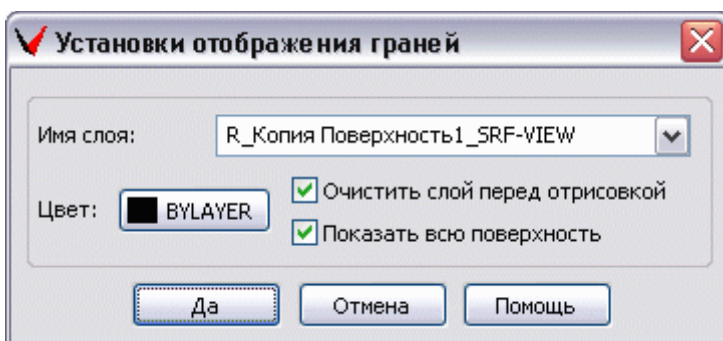 Установки отображения граней
Имя слоя: R_Копия Поверхность1_SRF-VIEW
Цвет: BYLAYER
Очистить слой перед отрисовкой
Показать всю поверхность
Да Отмена Помощь